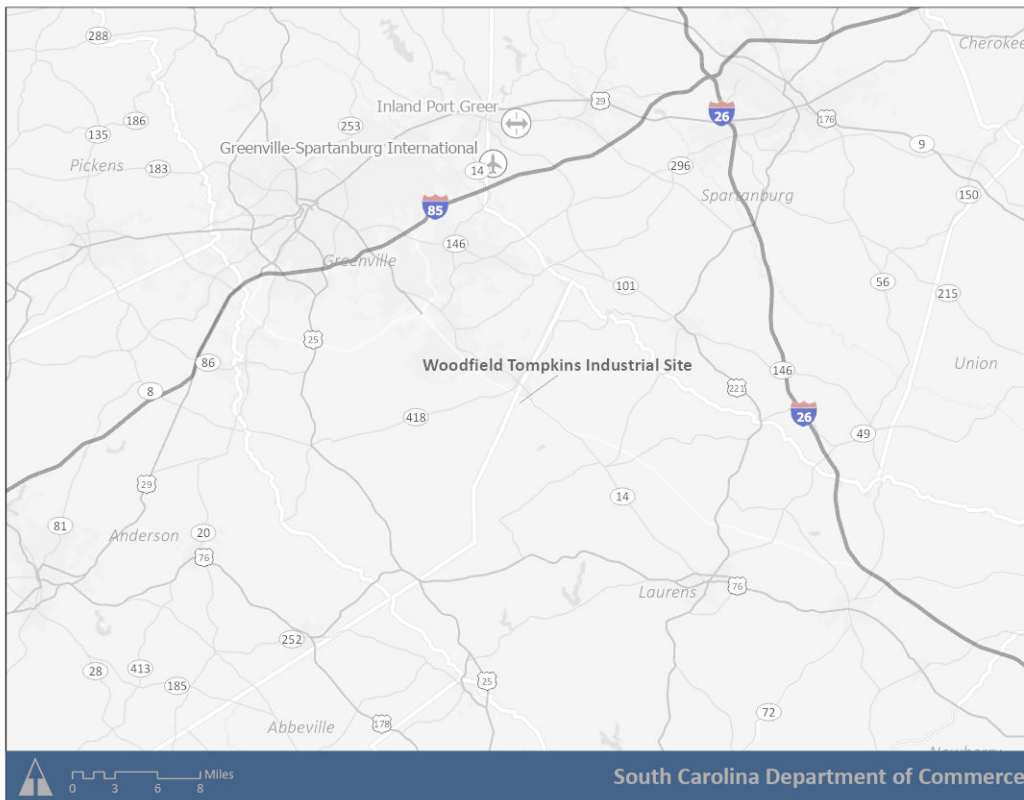 288
Cherokee
Inland Port Greer
29
26
176
186
253
135
Greenville-Spartanburg International
9
Pickens
183
14
296
85
Spartanburg
150
146
Greenville
56
101
215
25
86
Woodfield Tompkins Industrial Site
Union
146
8
221
26
418
49
29
14
81
Anderson
20
76
Laurens
76
252
28
413
185
25
72
Abbeville
178
Newberry
Miles
0 3 6 8
South Carolina Department of Commerce